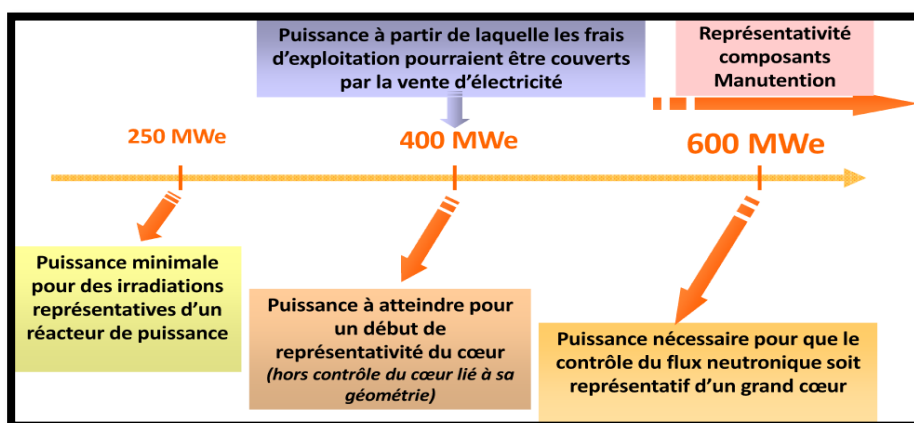 Puissance à partir de laquelle les frais
d'exploitation pourraient être couverts
par la vente d'électricité
Représentativité
composants
Manutention
250 MWe
400 MWe
600 MWe
Puissance minimale
pour des irradiations
représentatives d'un
réacteur de puissance
Puissance à atteindre pour
un début de
représentativité du cœur
(hors contrôle du cœur lié à sa
géométrie)
Puissance nécessaire pour que le
contrôle du flux neutronique soit
représentatif d'un grand cœur